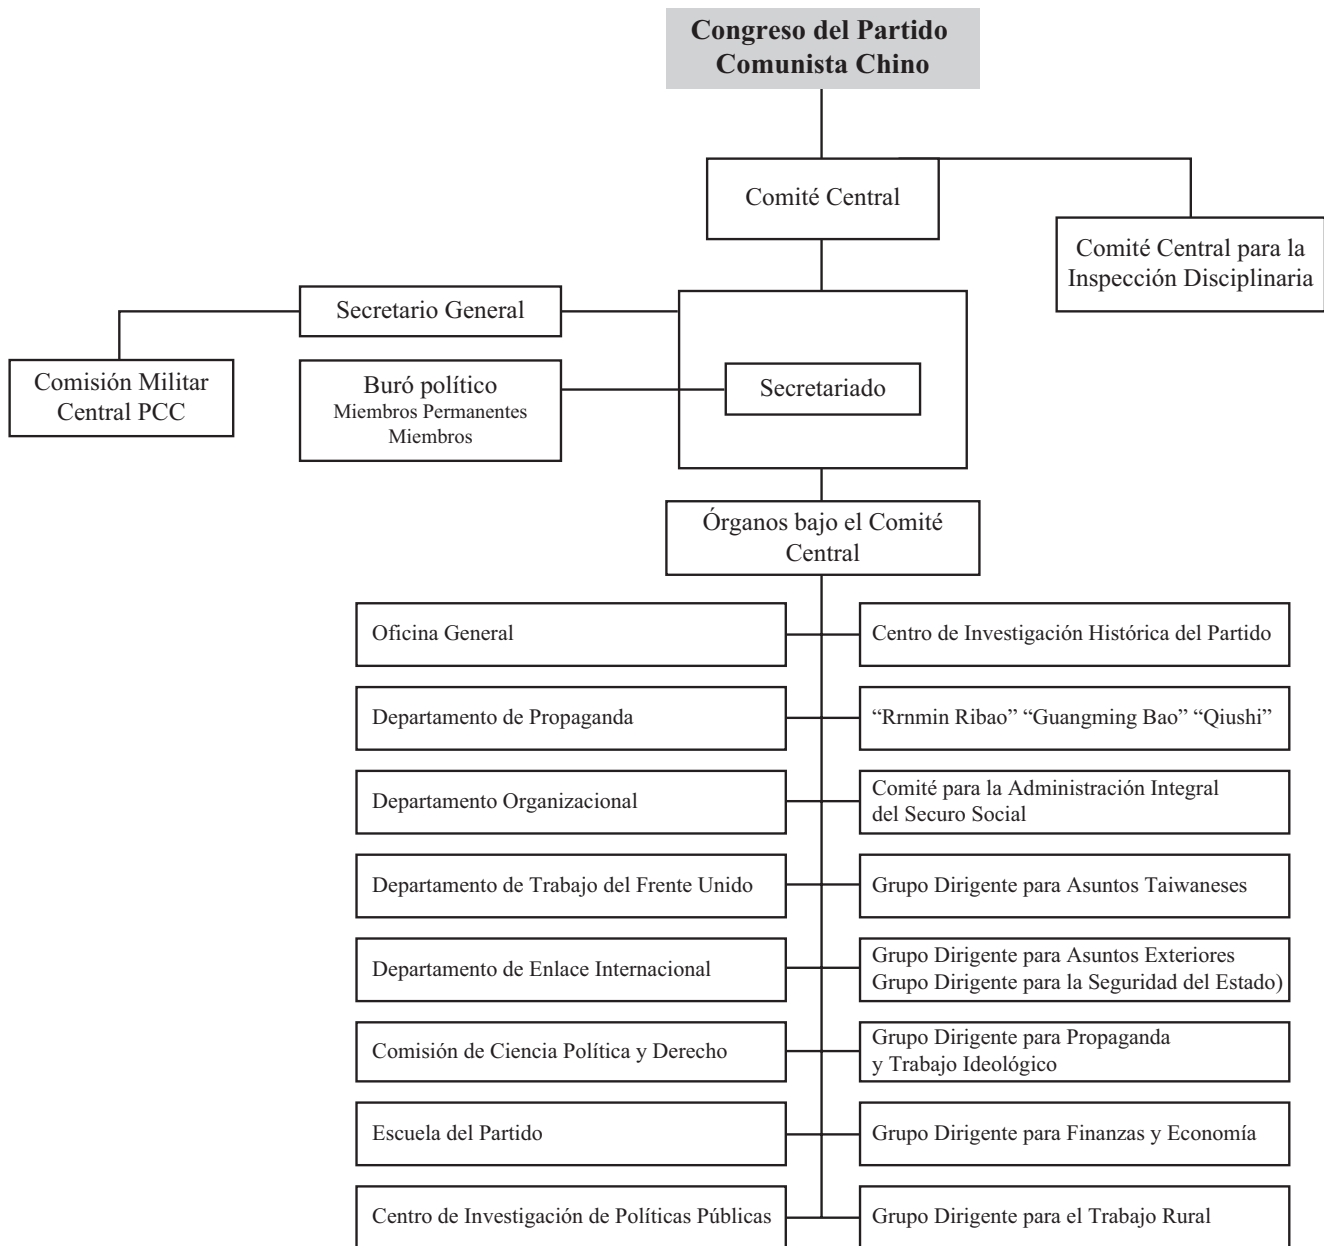 Congreso del Partido
Comunista Chino
Comité Central
Comité Central para la
Inspección Disciplinaria
Secretario General
Comisión Militar
Central PCC
Buró político
Miembros Permanentes
Miembros
Secretariado
Órganos bajo el Comité
Central
Oficina General
Centro de Investigación Histórica del Partido
Departamento de Propaganda
“Rrnmin Ribao” “Guangming Bao” “Qiushi”
Departamento Organizacional
Comité para la Administración Integral
del Securo Social
Departamento de Trabajo del Frente Unido
Grupo Dirigente para Asuntos Taiwaneses
Departamento de Enlace Internacional
Grupo Dirigente para Asuntos Exteriores
Grupo Dirigente para la Seguridad del Estado)
Comisión de Ciencia Política y Derecho
Grupo Dirigente para Propaganda
y Trabajo Ideológico
Escuela del Partido
Grupo Dirigente para Finanzas y Economía
Centro de Investigación de Políticas Públicas
Grupo Dirigente para el Trabajo Rural